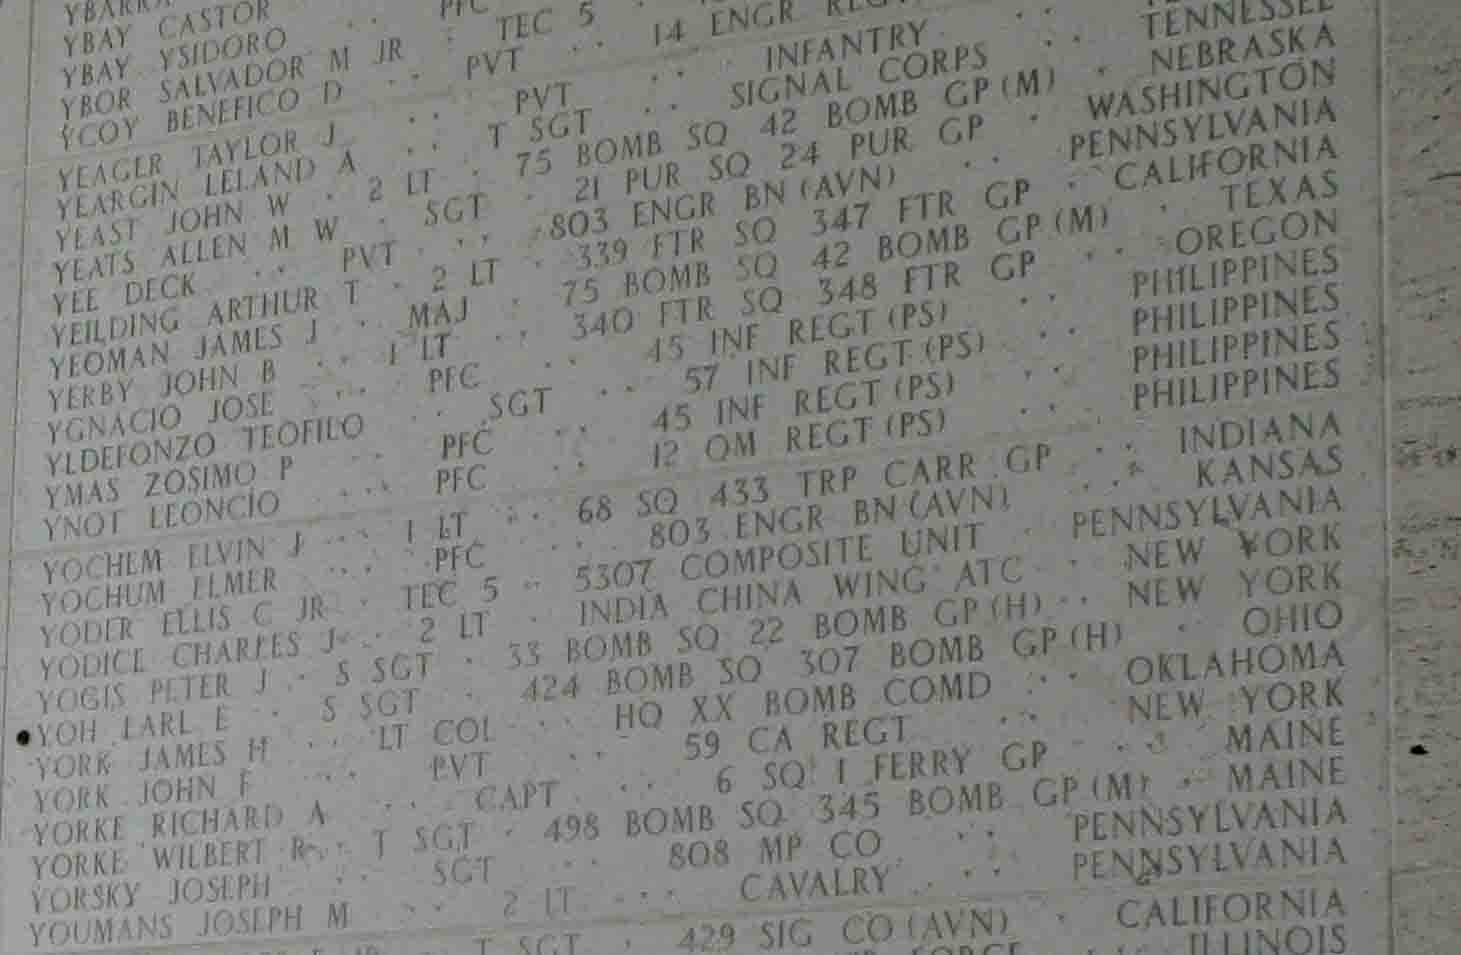 YBAY CASTOR
YBAY YSIDORO PFC
YBOR SALVADOR M JR TEC 5
YCOY BENEFICO D PVT 14 ENGR
YEAGER TAYLOR J PVT INFANTRY
YEARGIN LELAND A T SGT SIGNAL CORPS TENNESSEE
YEAST JOHN W 2 LT 75 BOMB SQ 42 BOMB GP (M) NEBRASKA
YEATS ALLEN M W SGT 21 PUR SQ 24 PUR GP WASHINGTON
YEE DECK PVT 803 ENGR BN (AVN) PENNSYLVANIA
YEILDING ARTHUR T 2 LT 339 FTR SQ 347 FTR GP CALIFORNIA
YEOMAN JAMES J MAJ 75 BOMB SQ 42 BOMB GP (M) TEXAS
YERBY JOHN B 1 LT 340 FTR SQ 348 FTR GP OREGON
YGNACIO JOSE PFC 45 INF REGT (PS) PHILIPPINES
YLDEFONZO TEOFILO SGT 57 INF REGT (PS) PHILIPPINES
YMAS ZOSIMO P PFC 45 INF REGT (PS) PHILIPPINES
YNOT LEONCIO PFC 12 QM REGT (PS) PHILIPPINES
YOCHEM ELVIN J 1 LT 68 SQ 433 TRP CARR GP INDIANA
YOCHUM ELMER PFC 803 ENGR BN (AVN) KANSAS
YODER ELLIS C JR TEC 5 5307 COMPOSITE UNIT PENNSYLVANIA
YODICE CHARLES J 2 LT INDIA CHINA WING ATC NEW YORK
YOGIS PETER J S SGT 33 BOMB SQ 22 BOMB GP (H) NEW YORK
YOH EARL E S SGT 424 BOMB SQ 307 BOMB GP (H) OHIO
YORK JAMES H LT COL HQ XX BOMB COMD OKLAHOMA
YORK JOHN F PVT 59 CA REGT NEW YORK
YORKE RICHARD A CAPT 6 SQ 1 FERRY GP MAINE
YORKE WILBERT R T SGT 498 BOMB SQ 345 BOMB GP (M) MAINE
YORSKY JOSEPH SGT 808 MP CO PENNSYLVANIA
YOUMANS JOSEPH M 2 LT CAVALRY PENNSYLVANIA
T SGT 429 SIG CO (AVN) CALIFORNIA
FORCE ILLINOIS